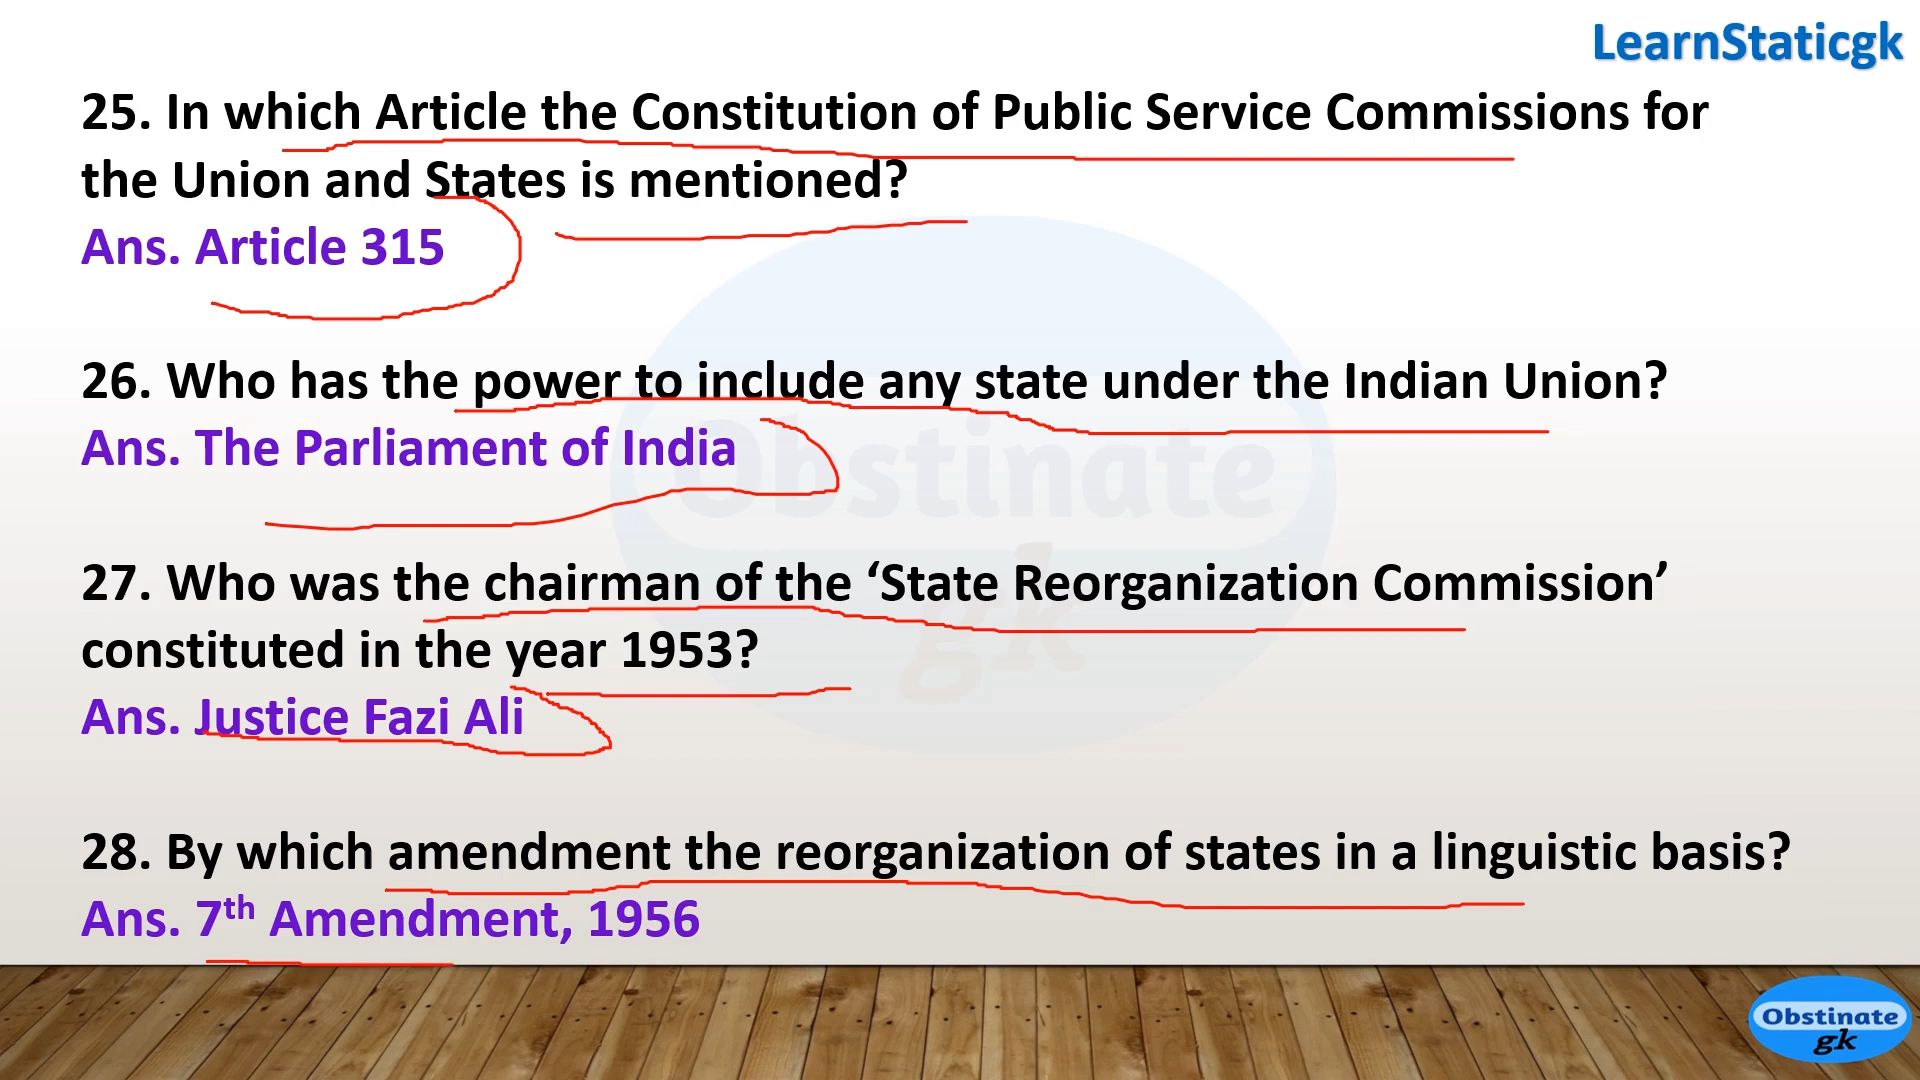 LearnStaticgk
25. In which Article the Constitution of Public Service Commissions for
the Union and States is mentioned?
Ans. Article 315
26. Who has the power to include any state under the Indian Union?
Ans. The Parliament of India
27. Who was the chairman of the ‘State Reorganization Commission’
constituted in the year 1953?
Ans. Justice Fazi Ali
28. By which amendment the reorganization of states in a linguistic basis?
Ans. 7th Amendment, 1956
Obstinate
gk
Obstinate
gk